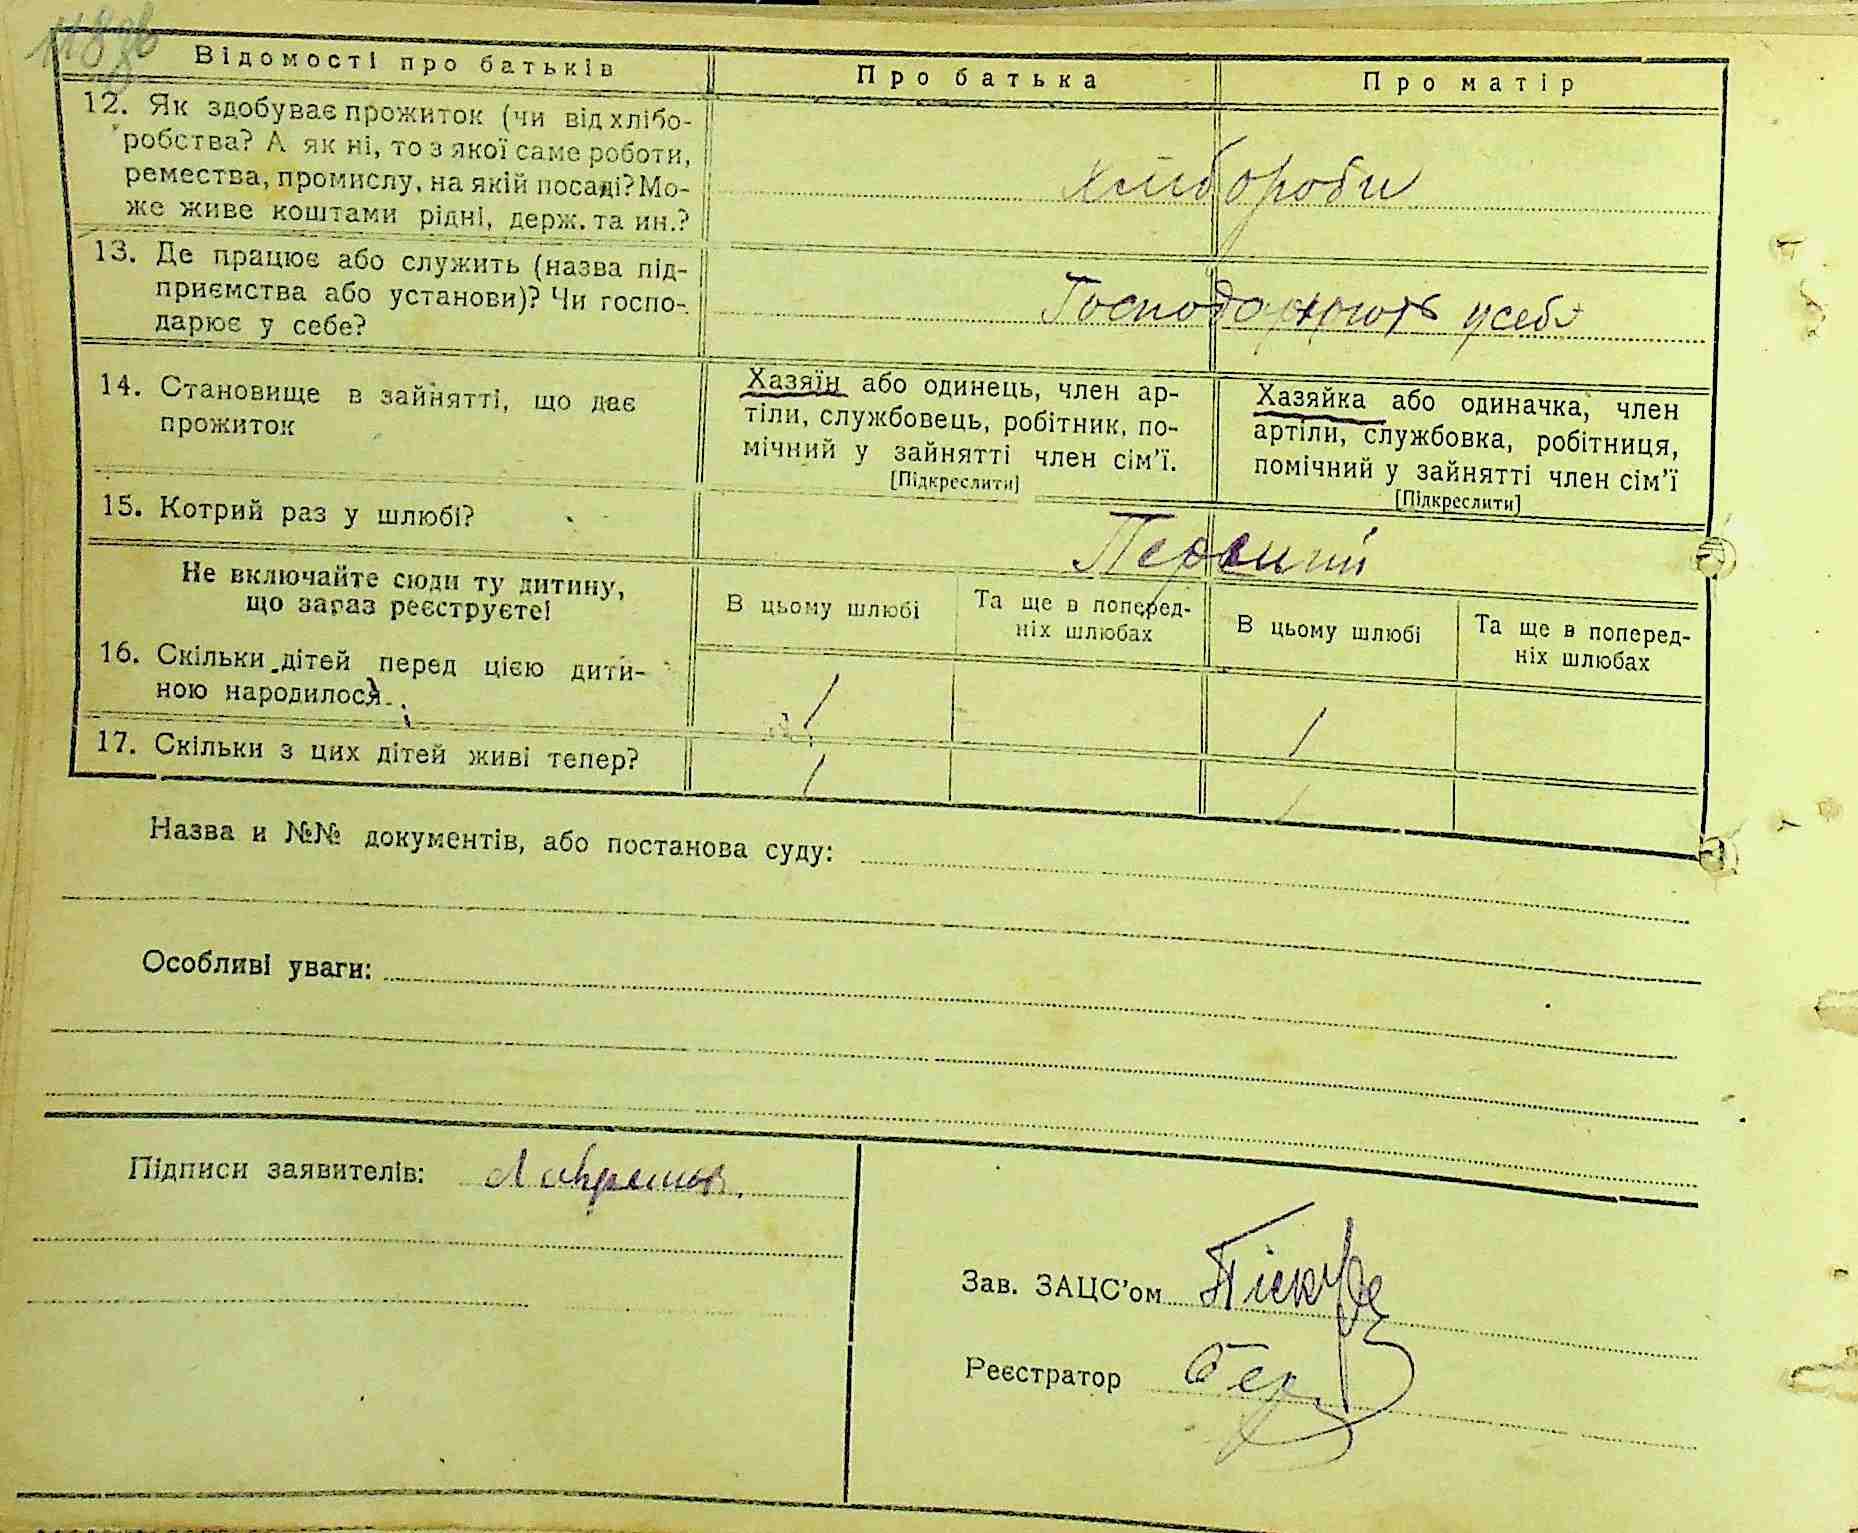 118 зв
Відомості про батьків
Про батька
Про матір
12. Як здобуває прожиток (чи від хлібо-
робства? А як ні, то з якої саме роботи,
ремества, промислу, на якій посаді? Мо-
же живе коштами рідні, держ. та ин.?
хлібороби
13. Де працює або служить (назва під-
приємства або установи)? Чи госпо-
дарює у себе?
Господарюють у себе
14. Становище в зайнятті, що дає
прожиток
Хазяїн або одинець, член ар-
тіли, службовець, робітник, по-
мічний у зайнятті член сім'ї.
[Підкреслити]
Хазяйка або одиначка, член
артіли, службовка, робітниця,
помічний у зайнятті член сім'ї
[Підкреслити]
15. Котрий раз у шлюбі?
Перший
Не включайте сюди ту дитину,
що зараз реєструєте!
В цьому шлюбі
Та ще в поперед-
ніх шлюбах
В цьому шлюбі
Та ще в поперед-
ніх шлюбах
16. Скільки дітей перед цією дити-
ною народилося
1
1
17. Скільки з цих дітей живі тепер?
1
1
Назва и №№ документів, або постанова суду:
Особливі уваги:
Підписи заявителів:
Зав. ЗАЦС'ом
Реєстратор